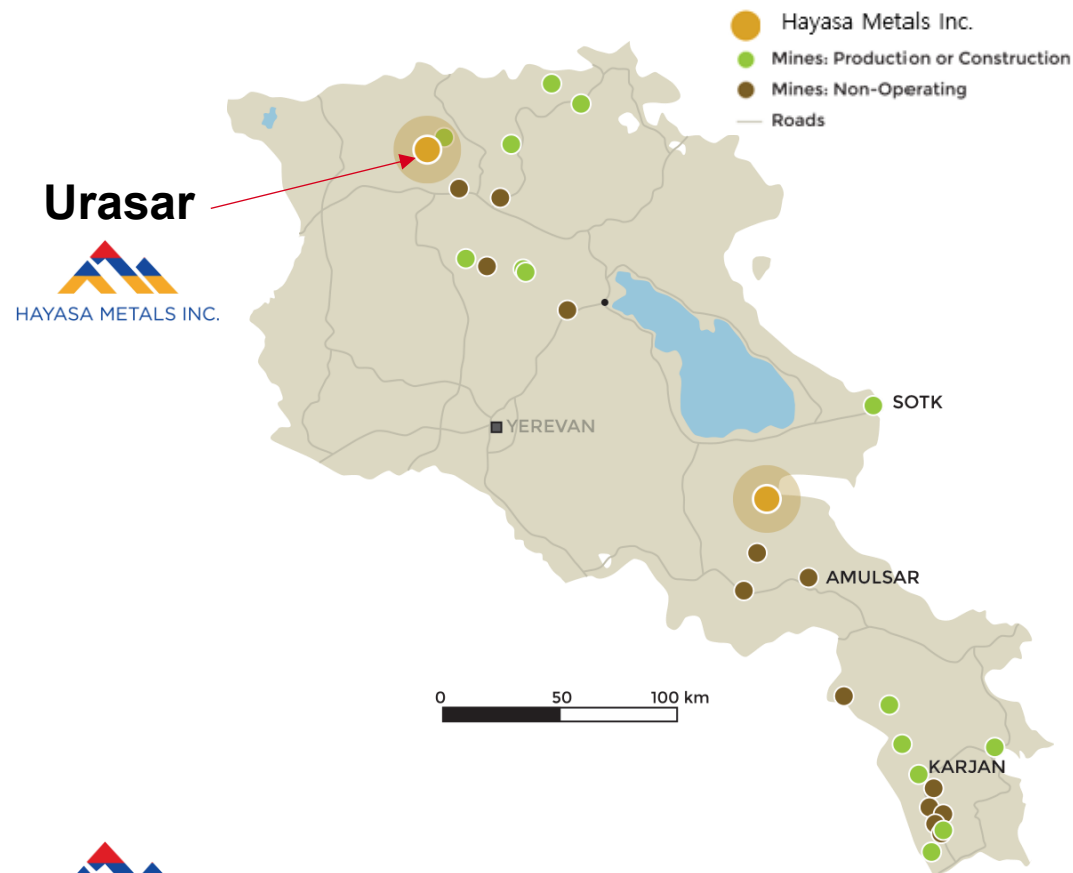 Hayasa Metals Inc.
Mines: Production or Construction
Mines: Non-Operating
Roads
Urasar
HAYASA METALS INC.
SOTK
YEREVAN
AMULSAR
0 50 100 km
KARJAN